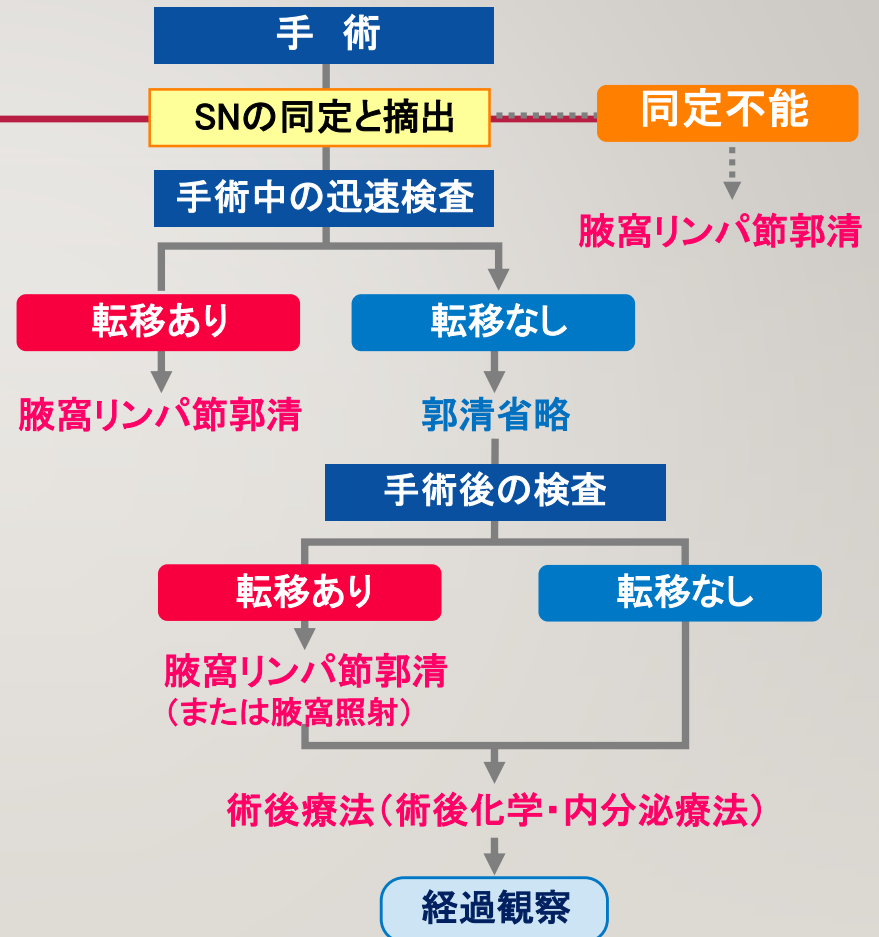 手 術
SNの同定と摘出
同定不能
手術中の迅速検査
腋窩リンパ節郭清
転移あり
転移なし
腋窩リンパ節郭清
郭清省略
手術後の検査
転移あり
転移なし
腋窩リンパ節郭清
(または腋窩照射)
術後療法(術後化学・内分泌療法)
経過観察